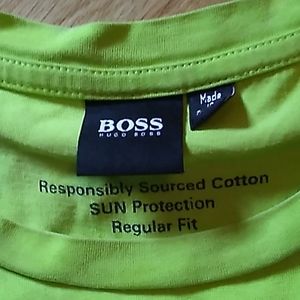 BOSS
HUGO BOSS
Made
Responsibly Sourced Cotton
SUN Protection
Regular Fit